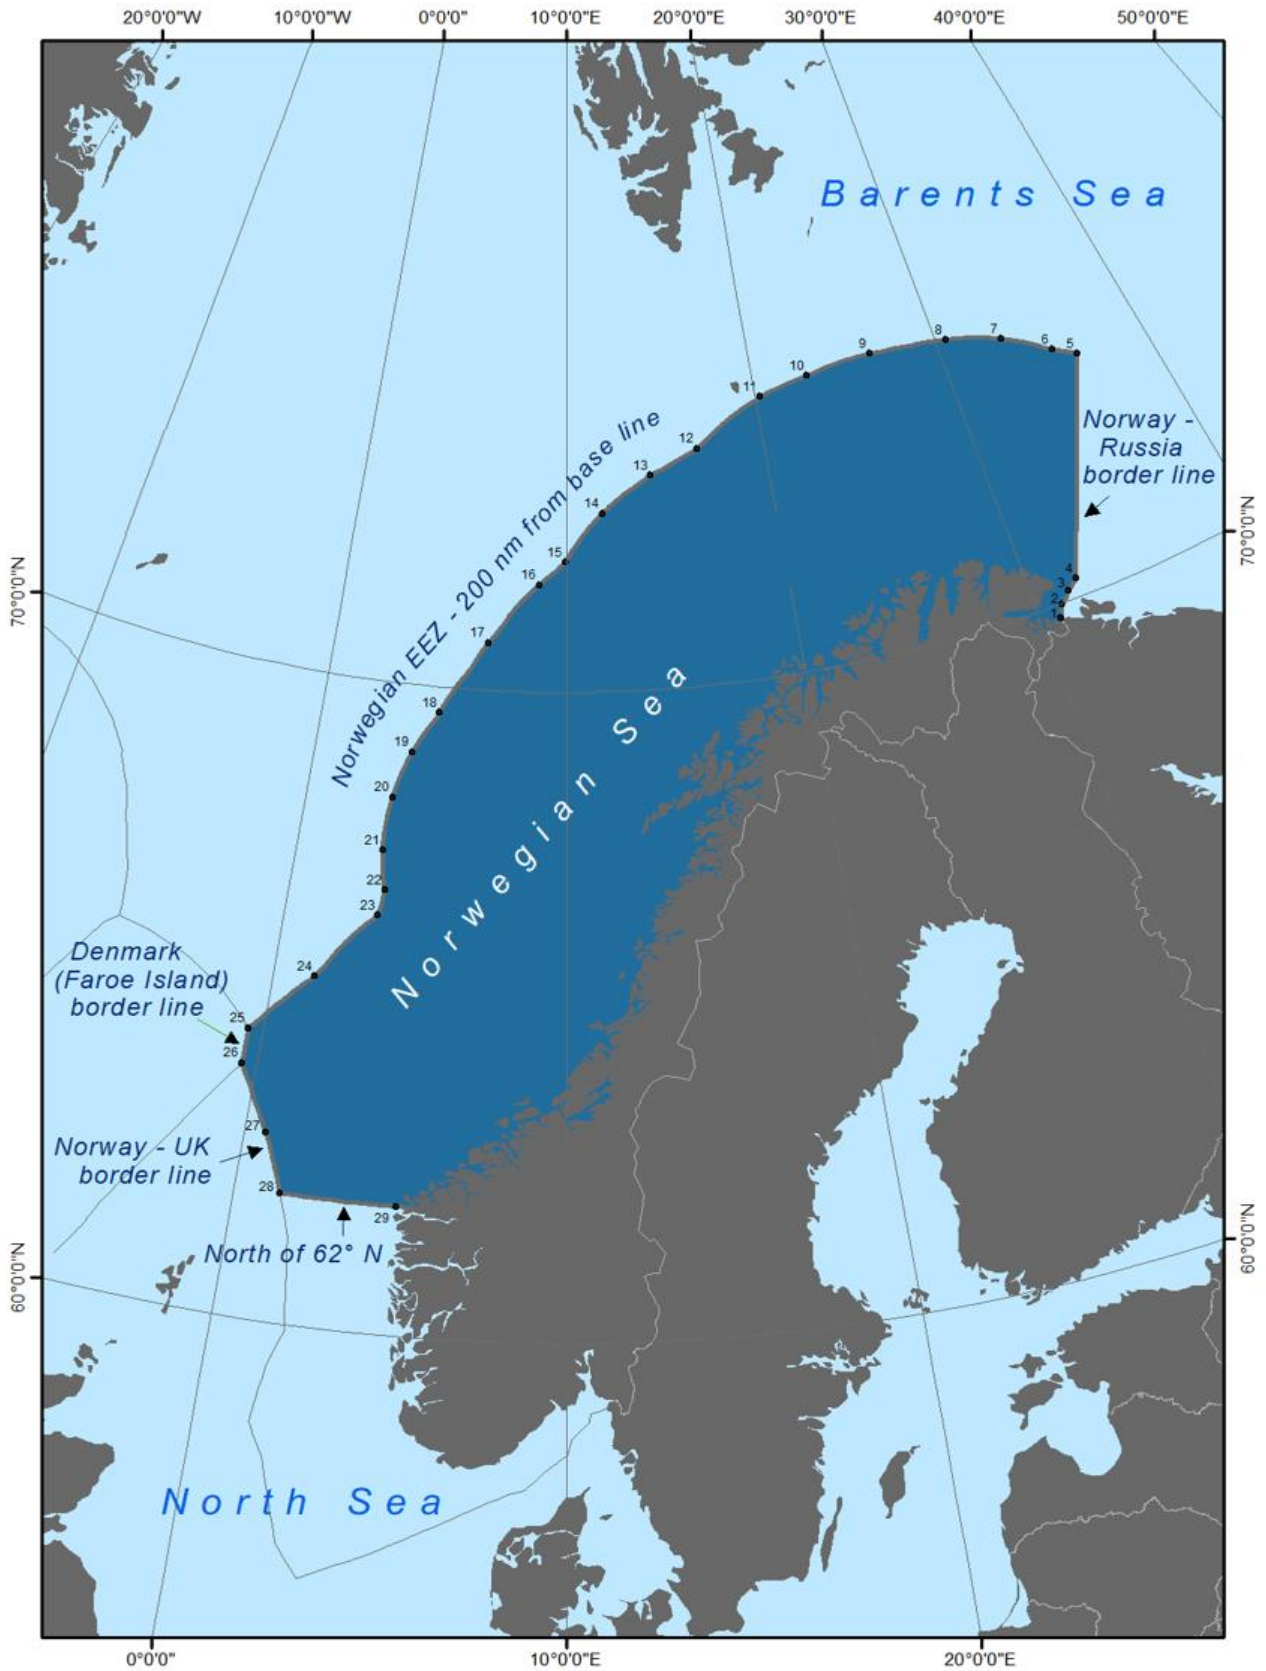 20°0'0"W
10°0'0"W
0°0'0"
10°0'0"E
20°0'0"E
30°0'0"E
40°0'0"E
50°0'0"E
Barents Sea
8
7
6
5
9
10
11
Norway -
Russia
border line
12
13
14
Norwegian EEZ - 200 nm from base line
70°0'0"N
70°0'0"N
15
16
4
3
2
1
17
18
19
20
21
22
23
Norwegian Sea
24
Denmark
(Faroe Island)
border line
25
26
27
Norway - UK
border line
28
29
North of 62° N
60°0'0"N
60°0'0"N
North Sea
0°0'0"
10°0'0"E
20°0'0"E